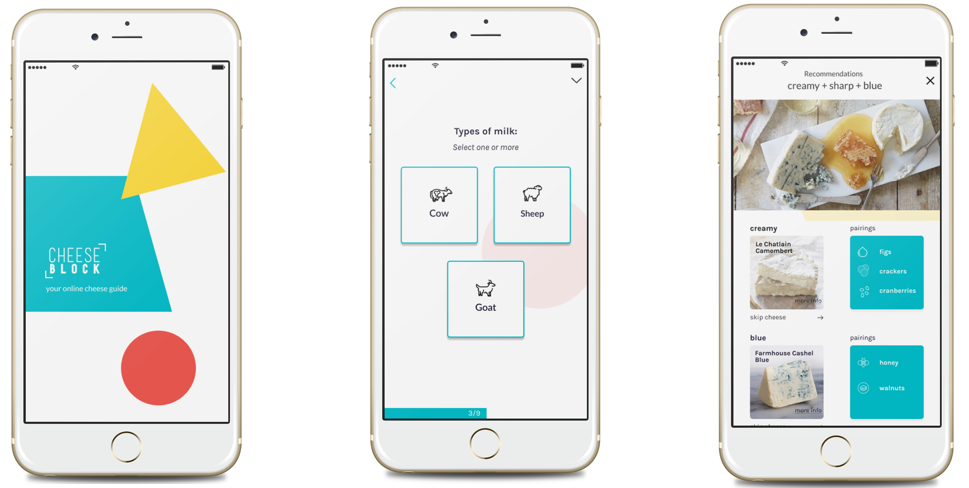 CHEESE
BLOCK
your online cheese guide
Types of milk:
Select one or more
Cow
Sheep
Goat
3/9
Recommendations
creamy + sharp + blue
creamy
pairings
Le Chatlain
Camembert
figs
crackers
cranberries
more info
skip cheese
blue
pairings
Farmhouse Cashel
Blue
honey
walnuts
more info